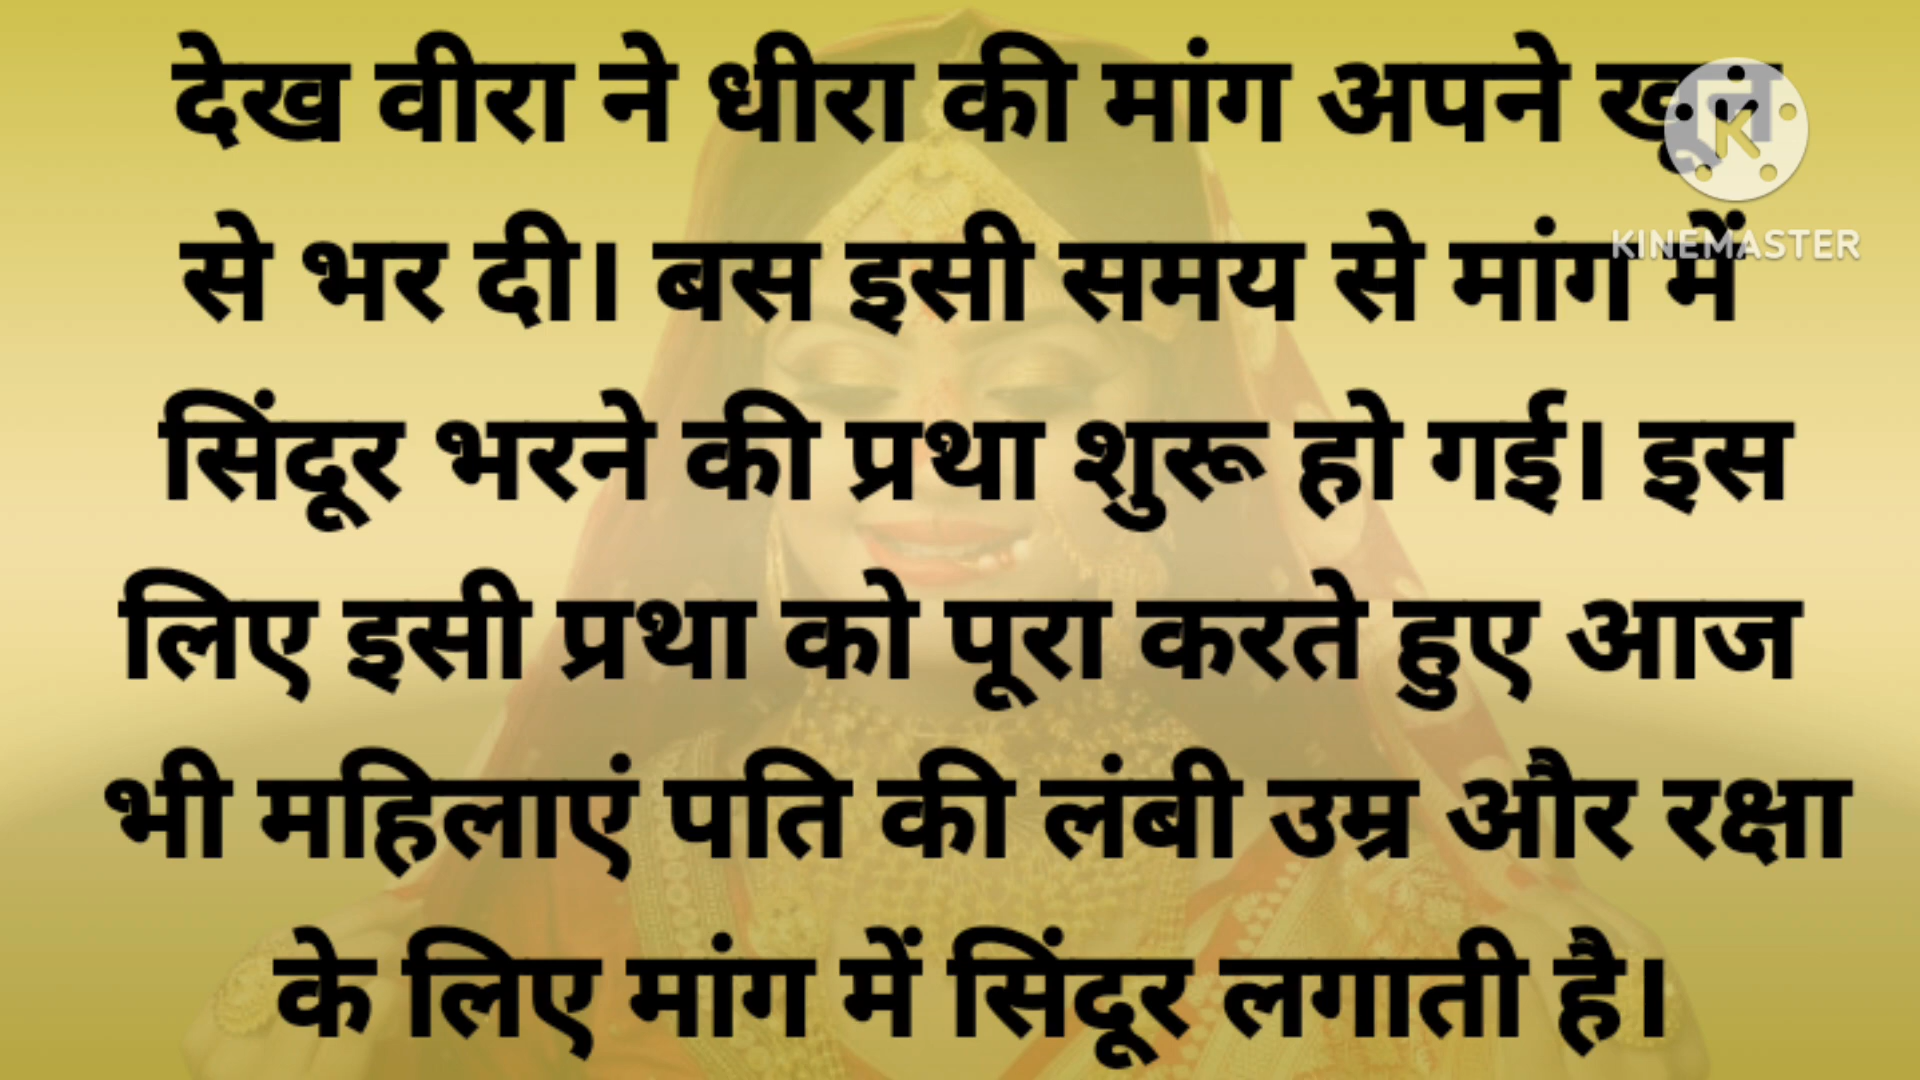 देख वीरा ने धीरा की मांग अपने खून
से भर दी। बस इसी समय से मांग में
KINEMASTER
सिंदूर भरने की प्रथा शुरू हो गई। इस
लिए इसी प्रथा को पूरा करते हुए आज
भी महिलाएं पति की लंबी उम्र और रक्षा
के लिए मांग में सिंदूर लगाती है।